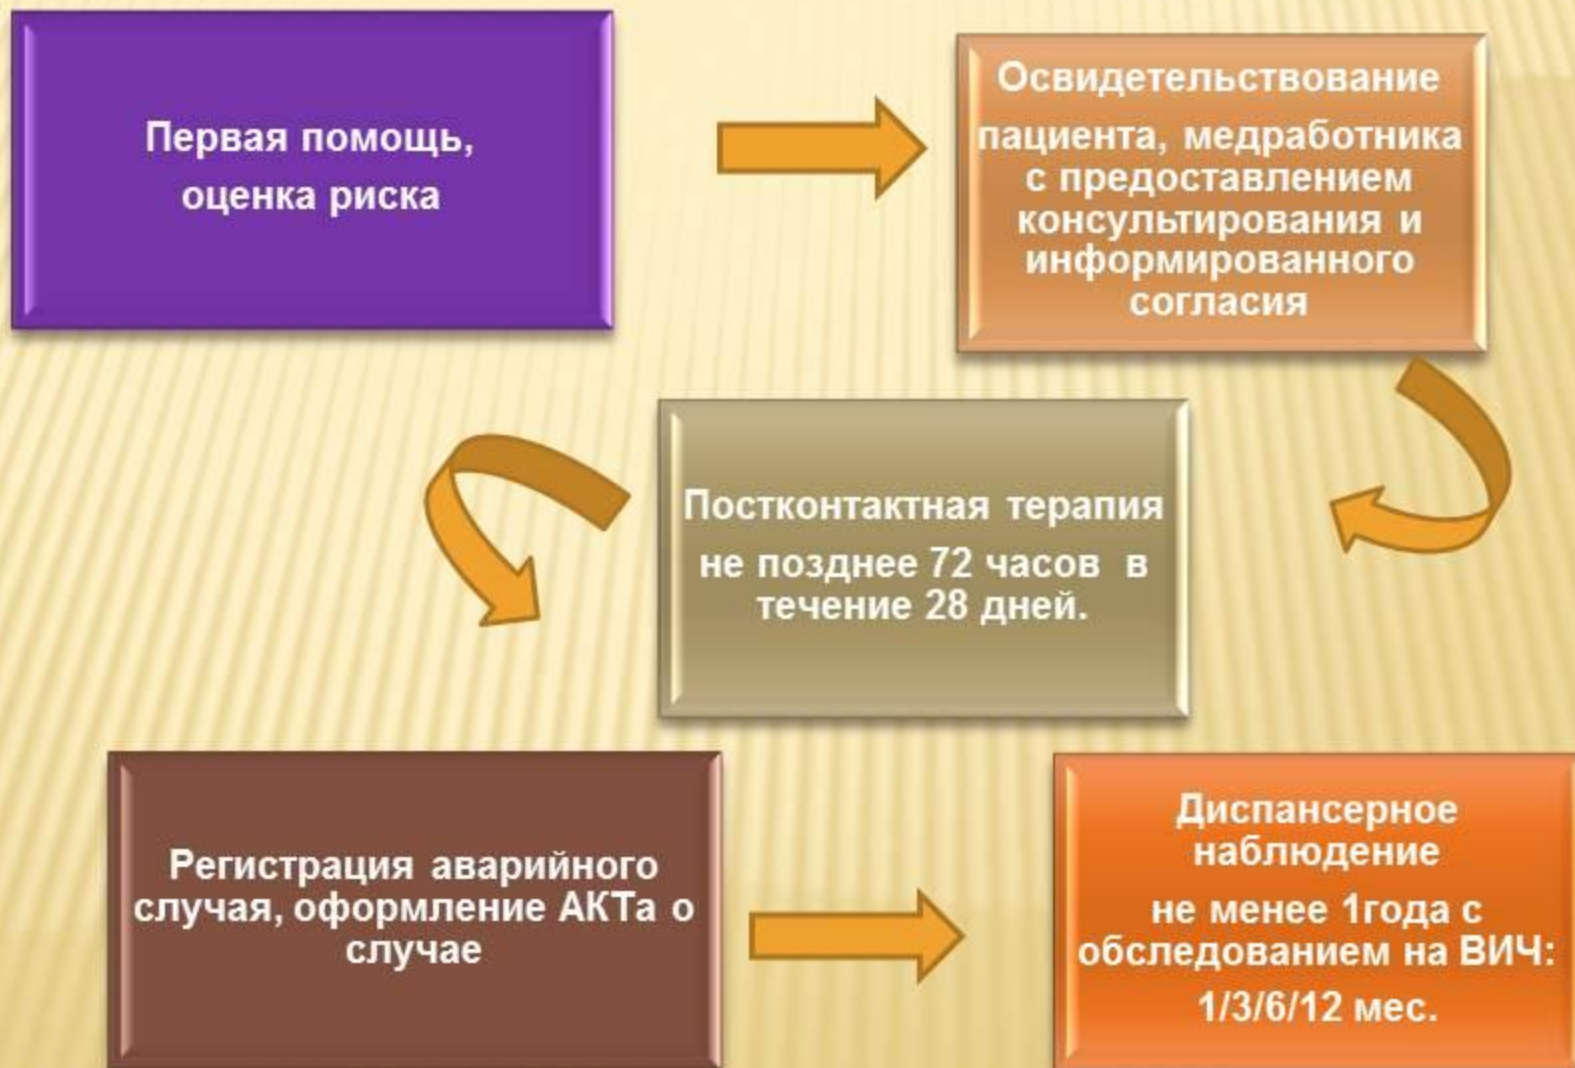 Первая помощь,
оценка риска
Освидетельствование
пациента, медработника
с предоставлением
консультирования и
информированного
согласия
Постконтактная терапия
не позднее 72 часов в
течение 28 дней.
Регистрация аварийного
случая, оформление АКТа о
случае
Диспансерное
наблюдение
не менее 1года с
обследованием на ВИЧ:
1/3/6/12 мес.